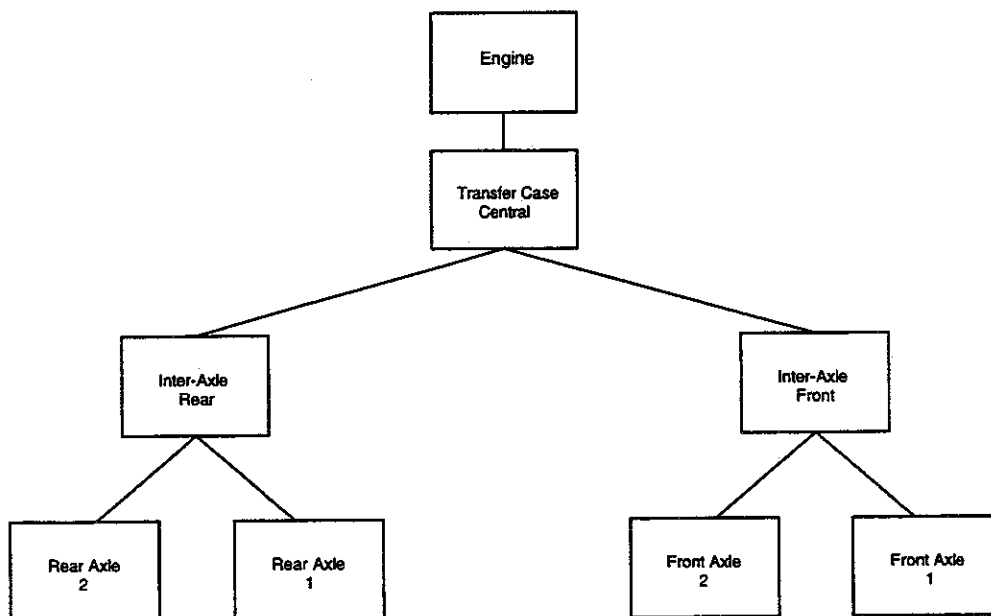 Engine
Transfer Case
Central
Inter-Axle
Rear
Inter-Axle
Front
Rear Axle
2
Rear Axle
1
Front Axle
2
Front Axle
1